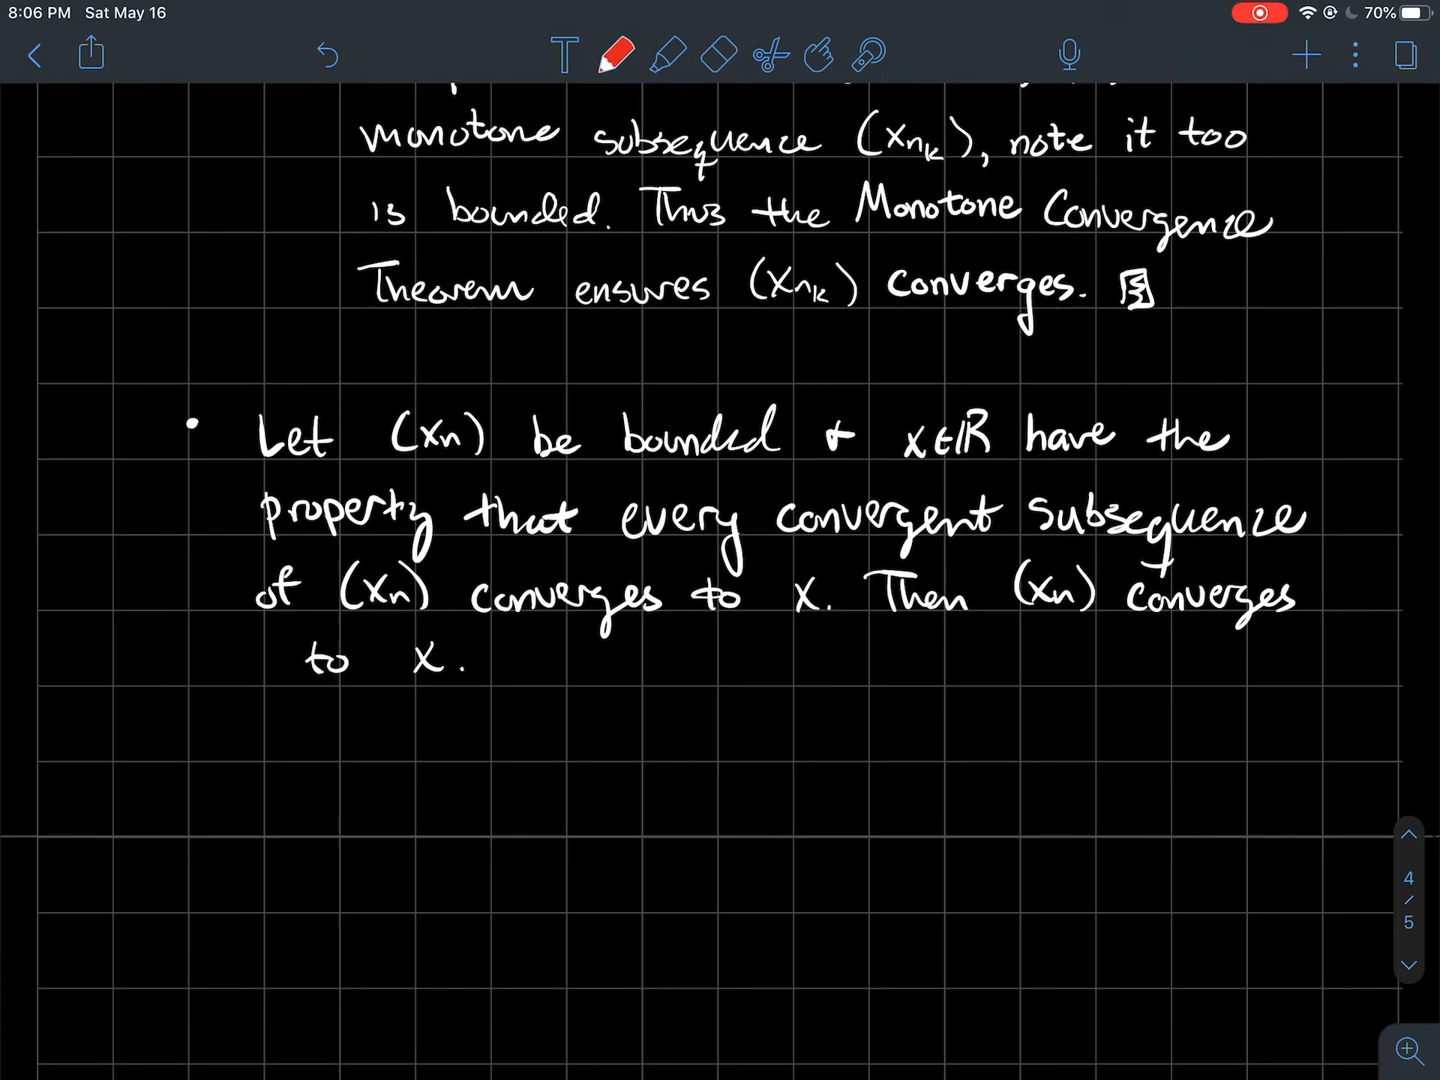 8:06 PM Sat May 16
70%
monotone subsequence (xnₖ), note it too
is bounded. Thus the Monotone Convergence
Theorem ensures (xnₖ) converges.
• Let (xn) be bounded & x∈ℝ have the
property that every convergent subsequence
of (xn) converges to x. Then (xn) converges
to x.
4
/
5